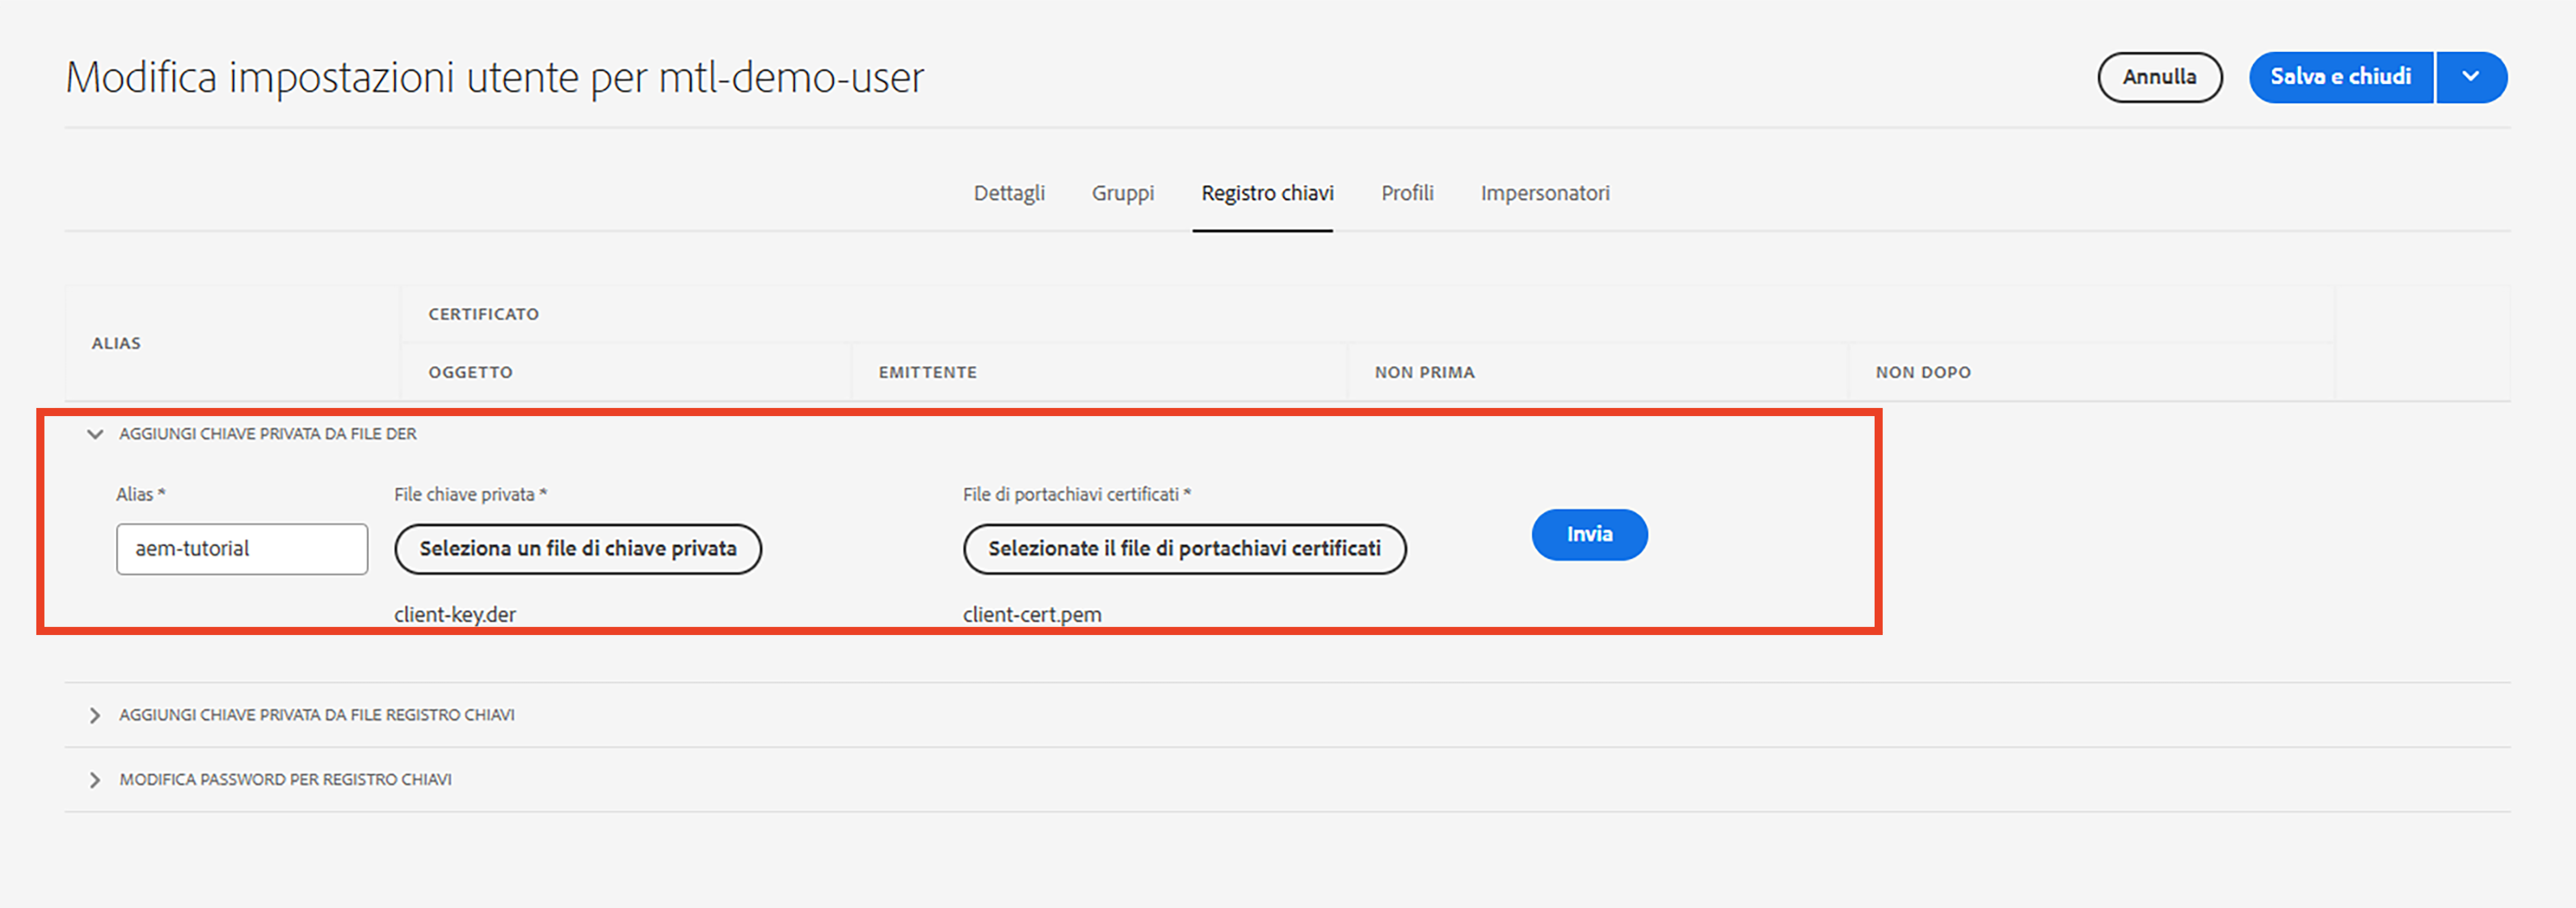 Modifica impostazioni utente per mtl-demo-user
Annulla
Salva e chiudi
Dettagli
Gruppi
Registro chiavi
Profili
Impersonatori
ALIAS
CERTIFICATO
OGGETTO
EMITTENTE
NON PRIMA
NON DOPO
AGGIUNGI CHIAVE PRIVATA DA FILE DER
Alias *
File chiave privata *
File di portachiavi certificati *
aem-tutorial
Seleziona un file di chiave privata
Selezionate il file di portachiavi certificati
Invia
client-key.der
client-cert.pem
AGGIUNGI CHIAVE PRIVATA DA FILE REGISTRO CHIAVI
MODIFICA PASSWORD PER REGISTRO CHIAVI